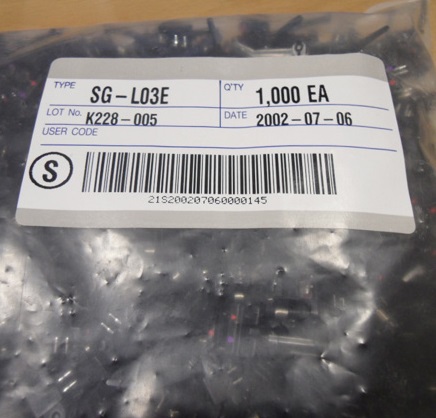 TYPE SG-L03E Q'TY 1,000 EA
LOT No. K228-005 DATE 2002-07-06
USER CODE
S
21S200207060000145